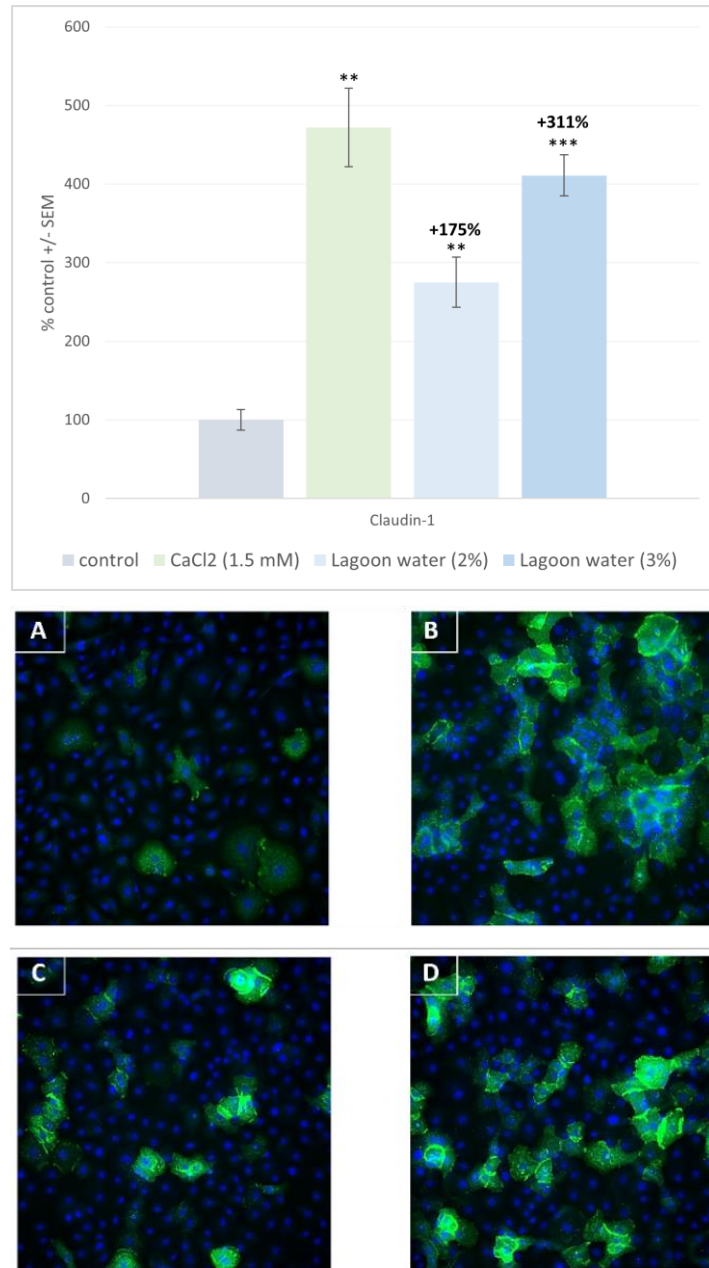 600
500
400
300
200
100
0
% control +/- SEM
**
+175%
**
+311%
***
Claudin-1
control CaCl2 (1.5 mM) Lagoon water (2%) Lagoon water (3%)
A
B
C
D